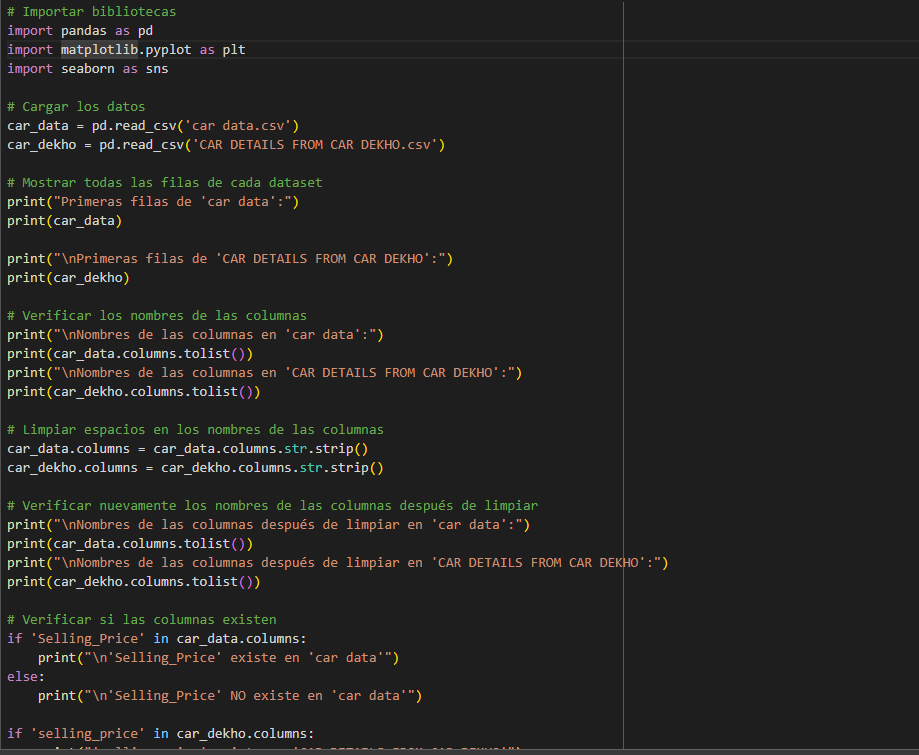 # Importar bibliotecas
import pandas as pd
import matplotlib.pyplot as plt
import seaborn as sns
# Cargar los datos
car_data = pd.read_csv('car data.csv')
car_dekho = pd.read_csv('CAR DETAILS FROM CAR DEKHO.csv')
# Mostrar todas las filas de cada dataset
print("Primeras filas de 'car data':")
print(car_data)
print("\nPrimeras filas de 'CAR DETAILS FROM CAR DEKHO':")
print(car_dekho)
# Verificar los nombres de las columnas
print("\nNombres de las columnas en 'car data':")
print(car_data.columns.tolist())
print("\nNombres de las columnas en 'CAR DETAILS FROM CAR DEKHO':")
print(car_dekho.columns.tolist())
# Limpiar espacios en los nombres de las columnas
car_data.columns = car_data.columns.str.strip()
car_dekho.columns = car_dekho.columns.str.strip()
# Verificar nuevamente los nombres de las columnas después de limpiar
print("\nNombres de las columnas después de limpiar en 'car data':")
print(car_data.columns.tolist())
print("\nNombres de las columnas después de limpiar en 'CAR DETAILS FROM CAR DEKHO':")
print(car_dekho.columns.tolist())
# Verificar si las columnas existen
if 'Selling_Price' in car_data.columns:
    print("\n'Selling_Price' existe en 'car data'")
else:
    print("\n'Selling_Price' NO existe en 'car data'")
if 'selling_price' in car_dekho.columns: